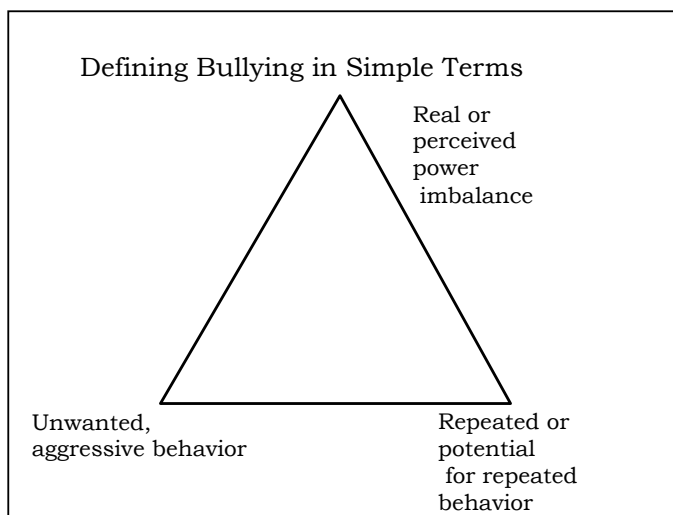 Defining Bullying in Simple Terms
Real or
perceived
power
imbalance
Unwanted,
aggressive behavior
Repeated or
potential
for repeated
behavior